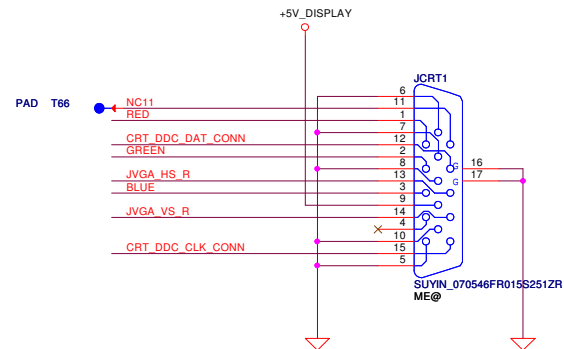 +5V_DISPLAY
JCRT1
PAD T66
NC11
6
11
RED
1
7
CRT_DDC_DAT_CONN
12
GREEN
2
8
G 16
JVGA_HS_R
13
G 17
BLUE
3
9
JVGA_VS_R
14
4
10
CRT_DDC_CLK_CONN
15
5
SUYIN_070546FR015S251ZR
ME@